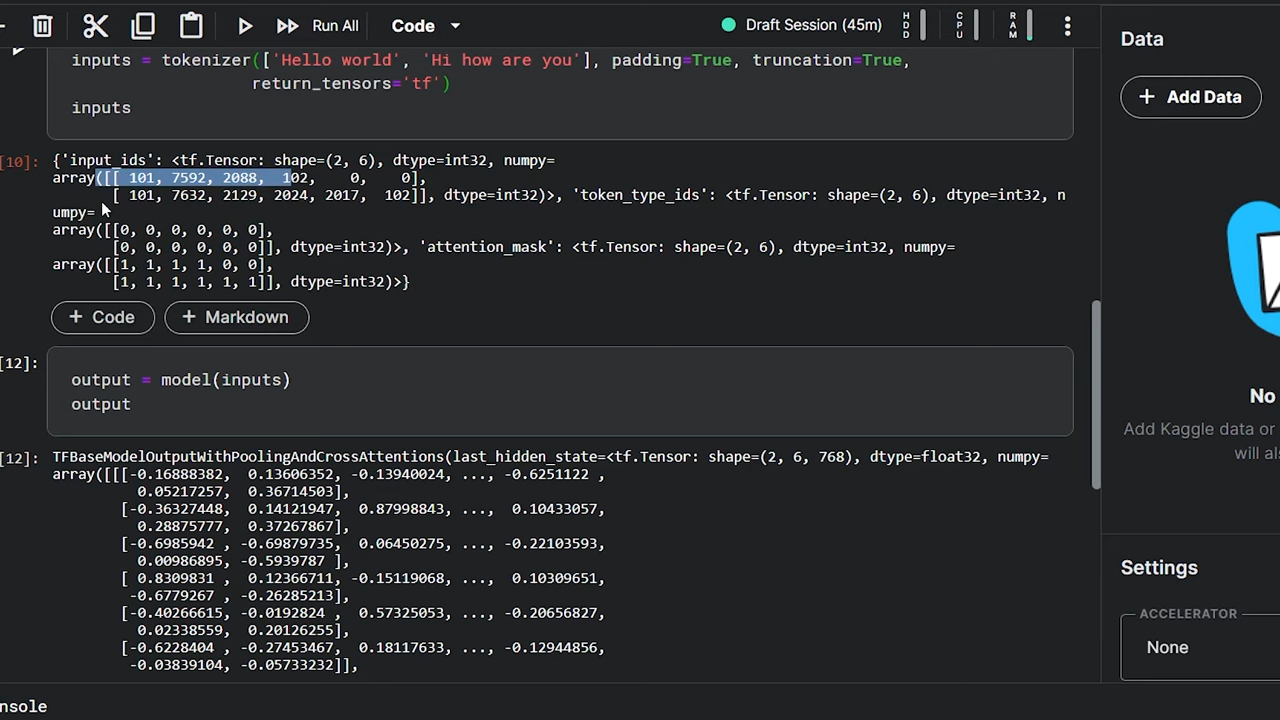 Run All
Code
Draft Session (45m)
HDD
CPU
RAM
inputs = tokenizer(['Hello world', 'Hi how are you'], padding=True, truncation=True,
return_tensors='tf')
inputs
[10]:
{'input_ids': <tf.Tensor: shape=(2, 6), dtype=int32, numpy=
array([[ 101, 7592, 2088, 102, 0, 0],
[ 101, 7632, 2129, 2024, 2017, 102]], dtype=int32)>, 'token_type_ids': <tf.Tensor: shape=(2, 6), dtype=int32, n
umpy=
array([[0, 0, 0, 0, 0, 0],
[0, 0, 0, 0, 0, 0]], dtype=int32)>, 'attention_mask': <tf.Tensor: shape=(2, 6), dtype=int32, numpy=
array([[1, 1, 1, 1, 0, 0],
[1, 1, 1, 1, 1, 1]], dtype=int32)>}
+ Code
+ Markdown
[12]:
output = model(inputs)
output
[12]:
TFBaseModelOutputWithPoolingAndCrossAttentions(last_hidden_state=<tf.Tensor: shape=(2, 6, 768), dtype=float32, numpy=
array([[[-0.16888382, 0.13606352, -0.13940024, ..., -0.6251122 ,
0.05217257, 0.36714503],
[-0.36327448, 0.14121947, 0.87998843, ..., 0.10433057,
0.28875777, 0.37267867],
[-0.6985942 , -0.69879735, 0.06450275, ..., -0.22103593,
0.00986895, -0.5939787 ],
[ 0.8309831 , 0.12366711, -0.15119068, ..., 0.10309651,
-0.6779267 , -0.26285213],
[-0.40266615, -0.0192824 , 0.57325053, ..., -0.20656827,
0.02338559, 0.20126255],
[-0.6228404 , -0.27453467, 0.18117633, ..., -0.12944856,
-0.03839104, -0.05733232]],
nsole
Data
+ Add Data
No
Add Kaggle data or
will al
Settings
ACCELERATOR
None